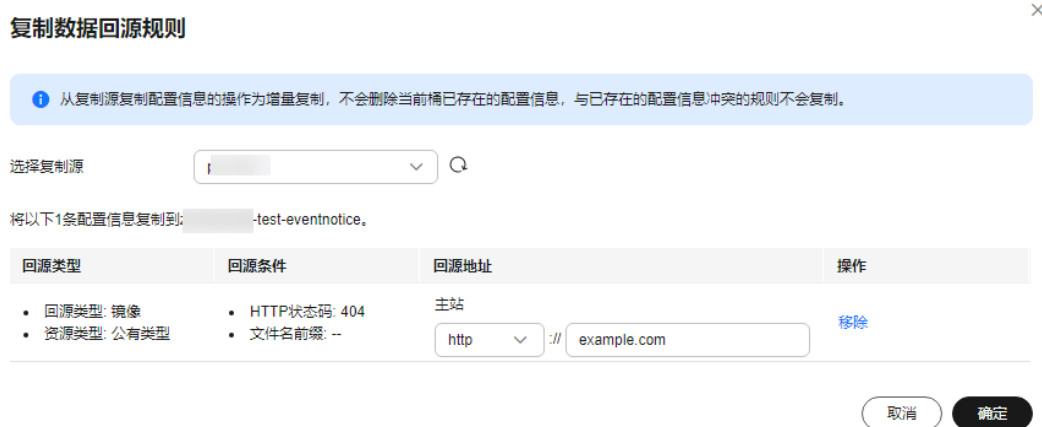 复制数据回源规则
从复制源复制配置信息的操作为增量复制，不会删除当前桶已存在的配置信息，与已存在的配置信息冲突的规则不会复制。
选择复制源
将以下1条配置信息复制到 -test-eventnotice。
回源类型 回源条件 回源地址 操作
• 回源类型: 镜像 • HTTP状态码: 404 主站
• 资源类型: 公有类型 • 文件名前缀: -- 移除
http :// example.com
取消 确定